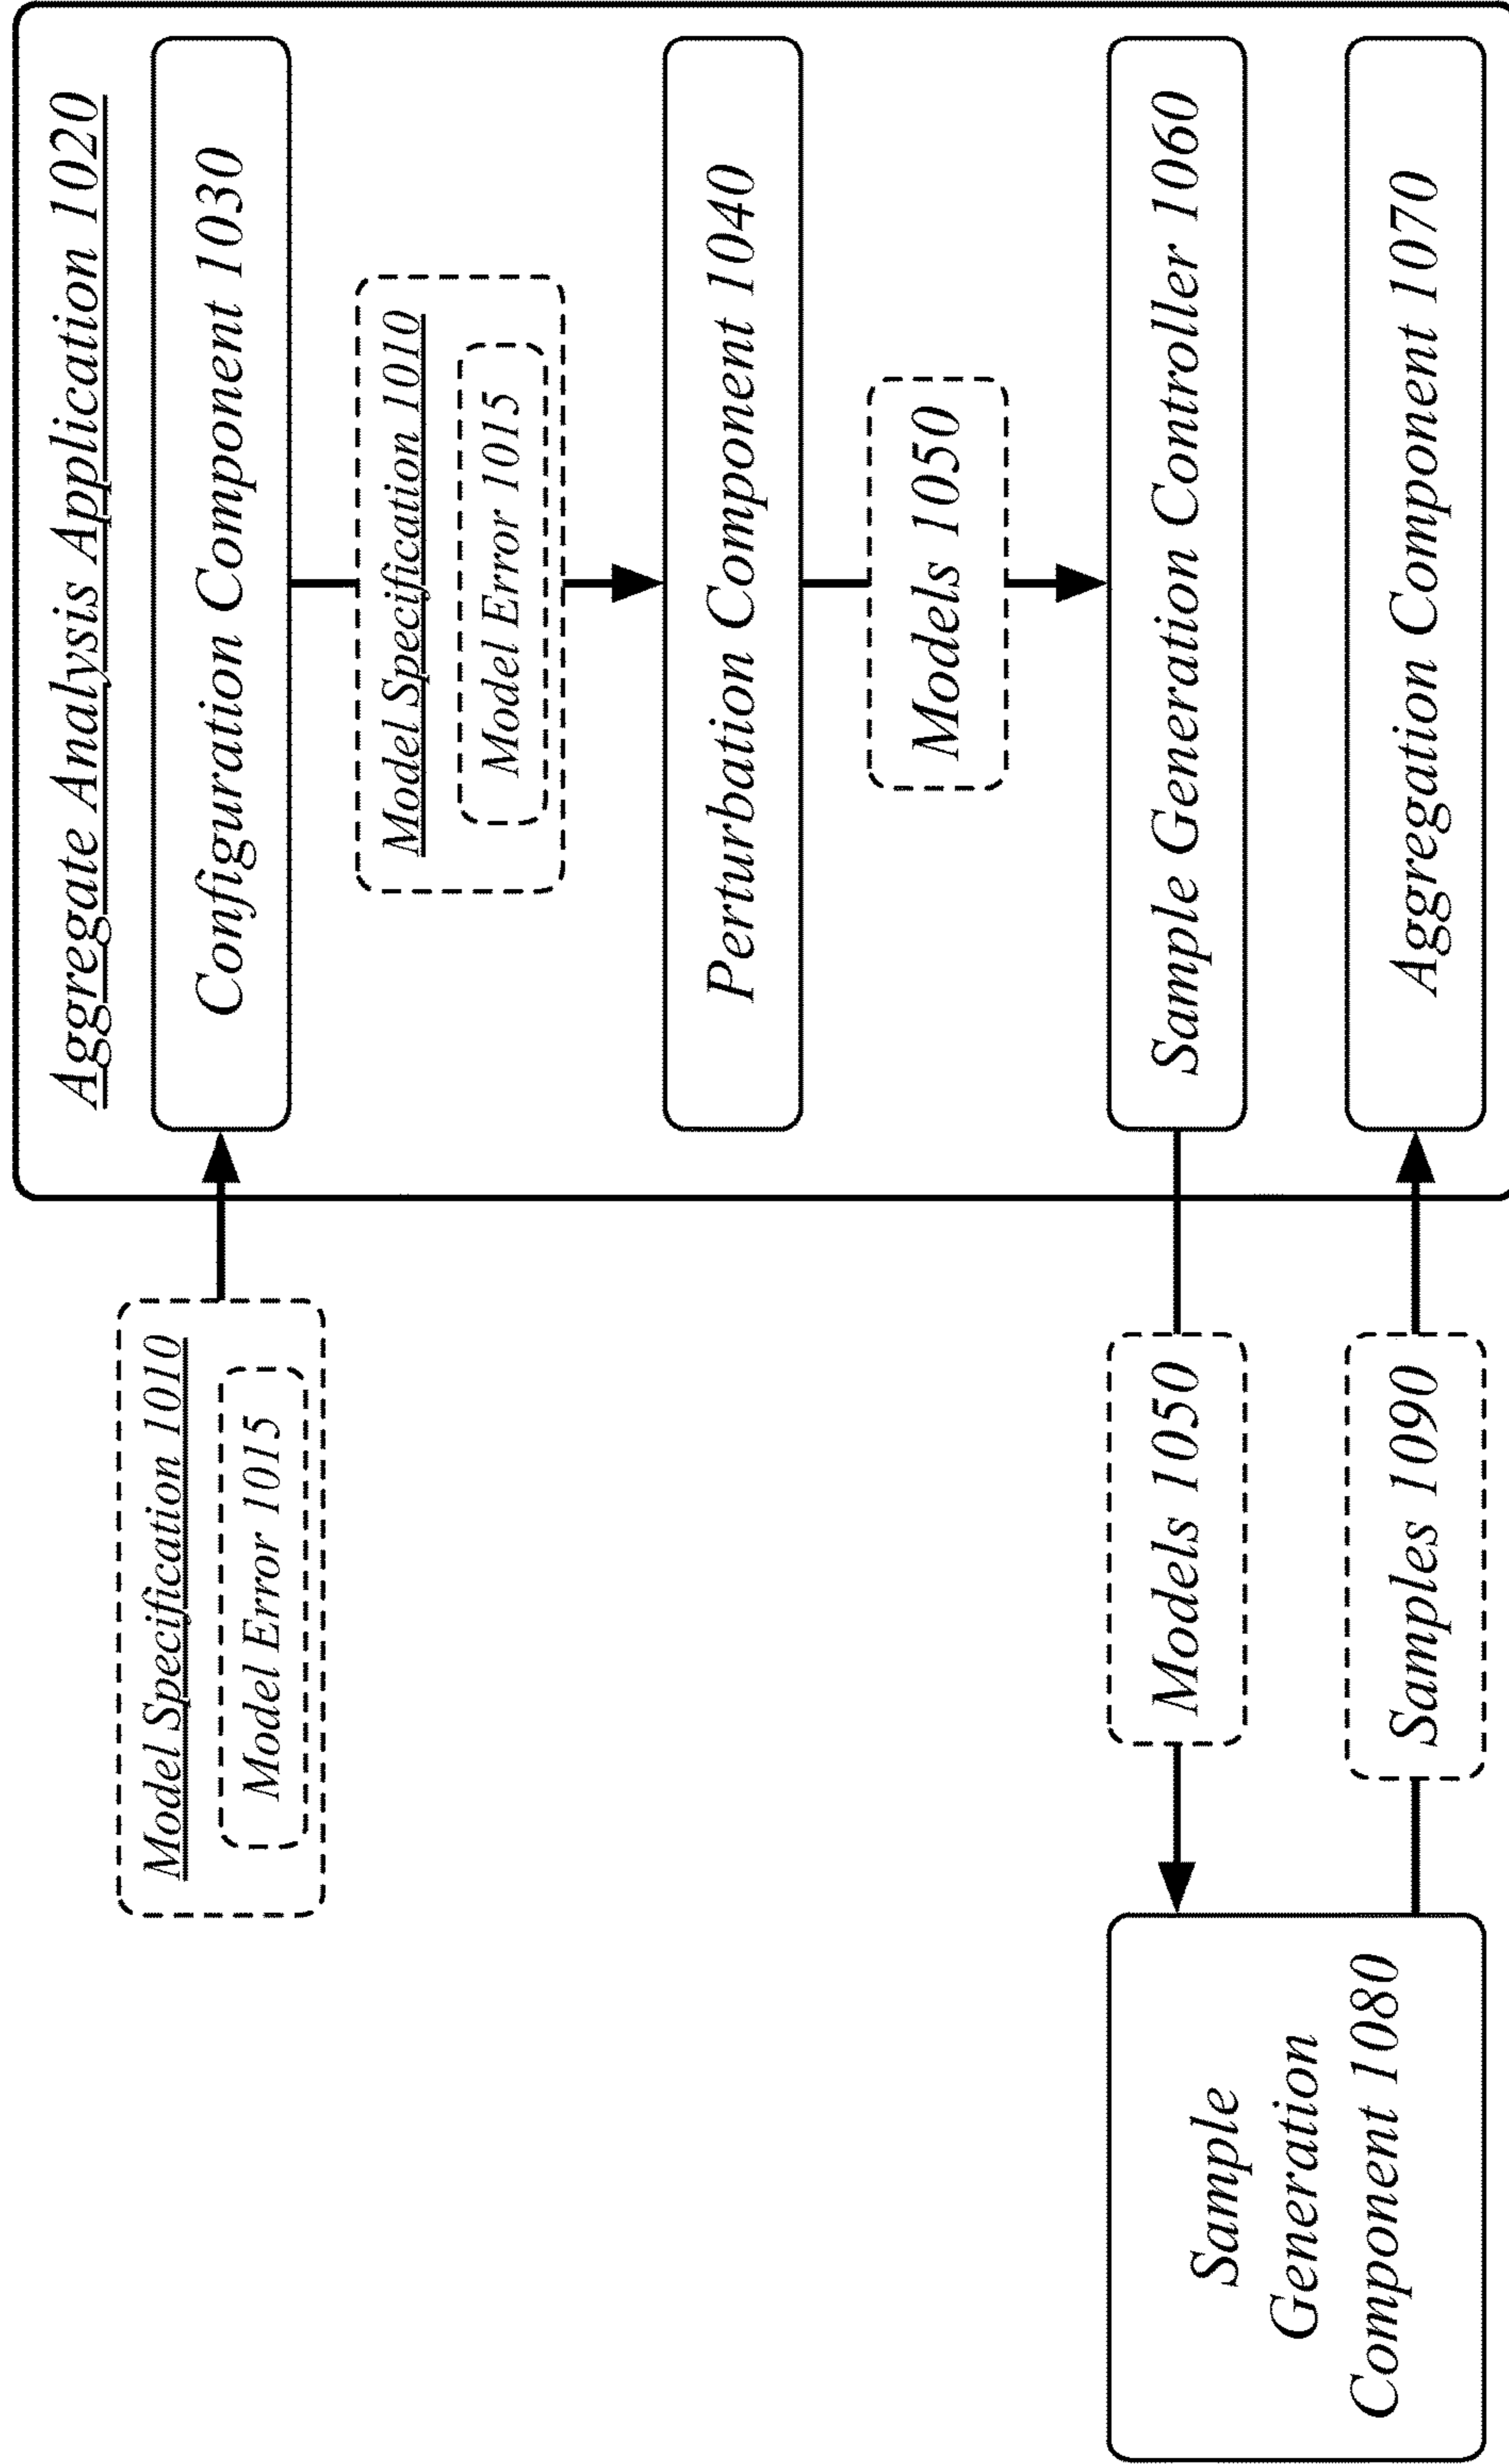 Aggregate Analysis Application 1020
Model Specification 1010
Model Error 1015
Configuration Component 1030
Model Specification 1010
Model Error 1015
Perturbation Component 1040
Models 1050
Sample Generation Controller 1060
Models 1050
Sample
Generation
Component 1080
Samples 1090
Aggregation Component 1070